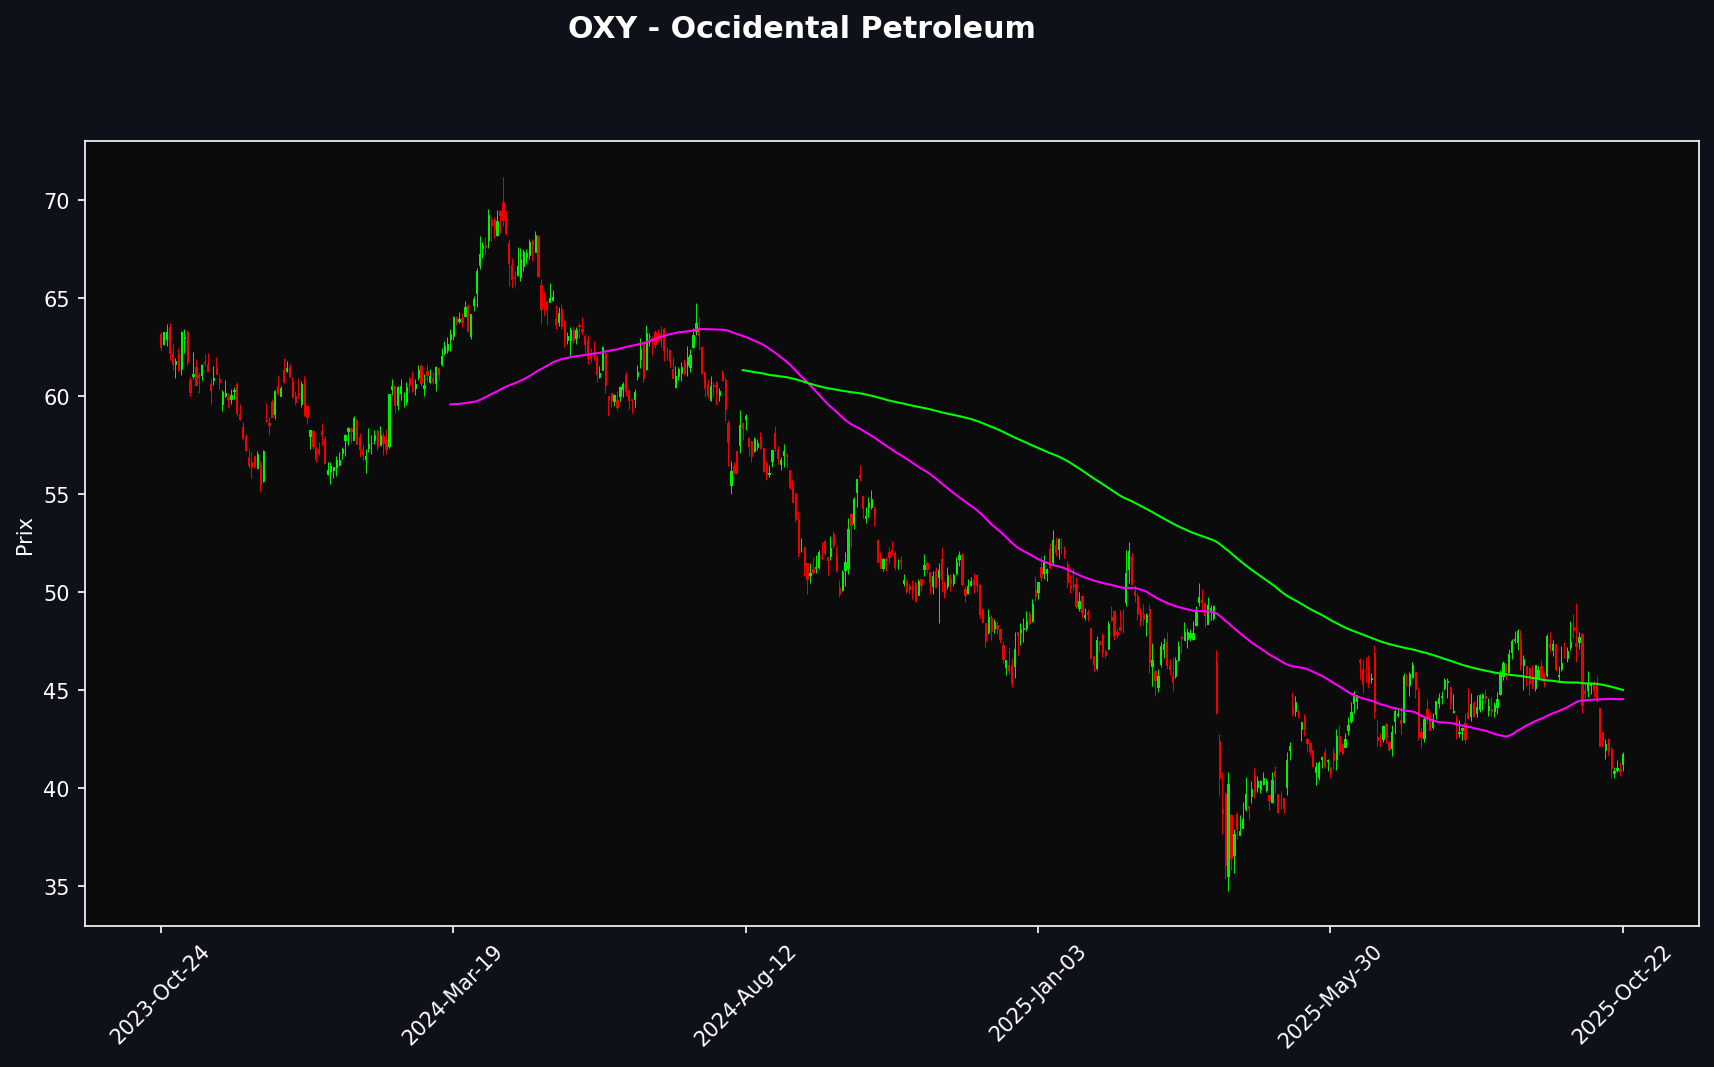 OXY - Occidental Petroleum
Prix
70
65
60
55
50
45
40
35
2023-Oct-24
2024-Mar-19
2024-Aug-12
2025-Jan-03
2025-May-30
2025-Oct-22